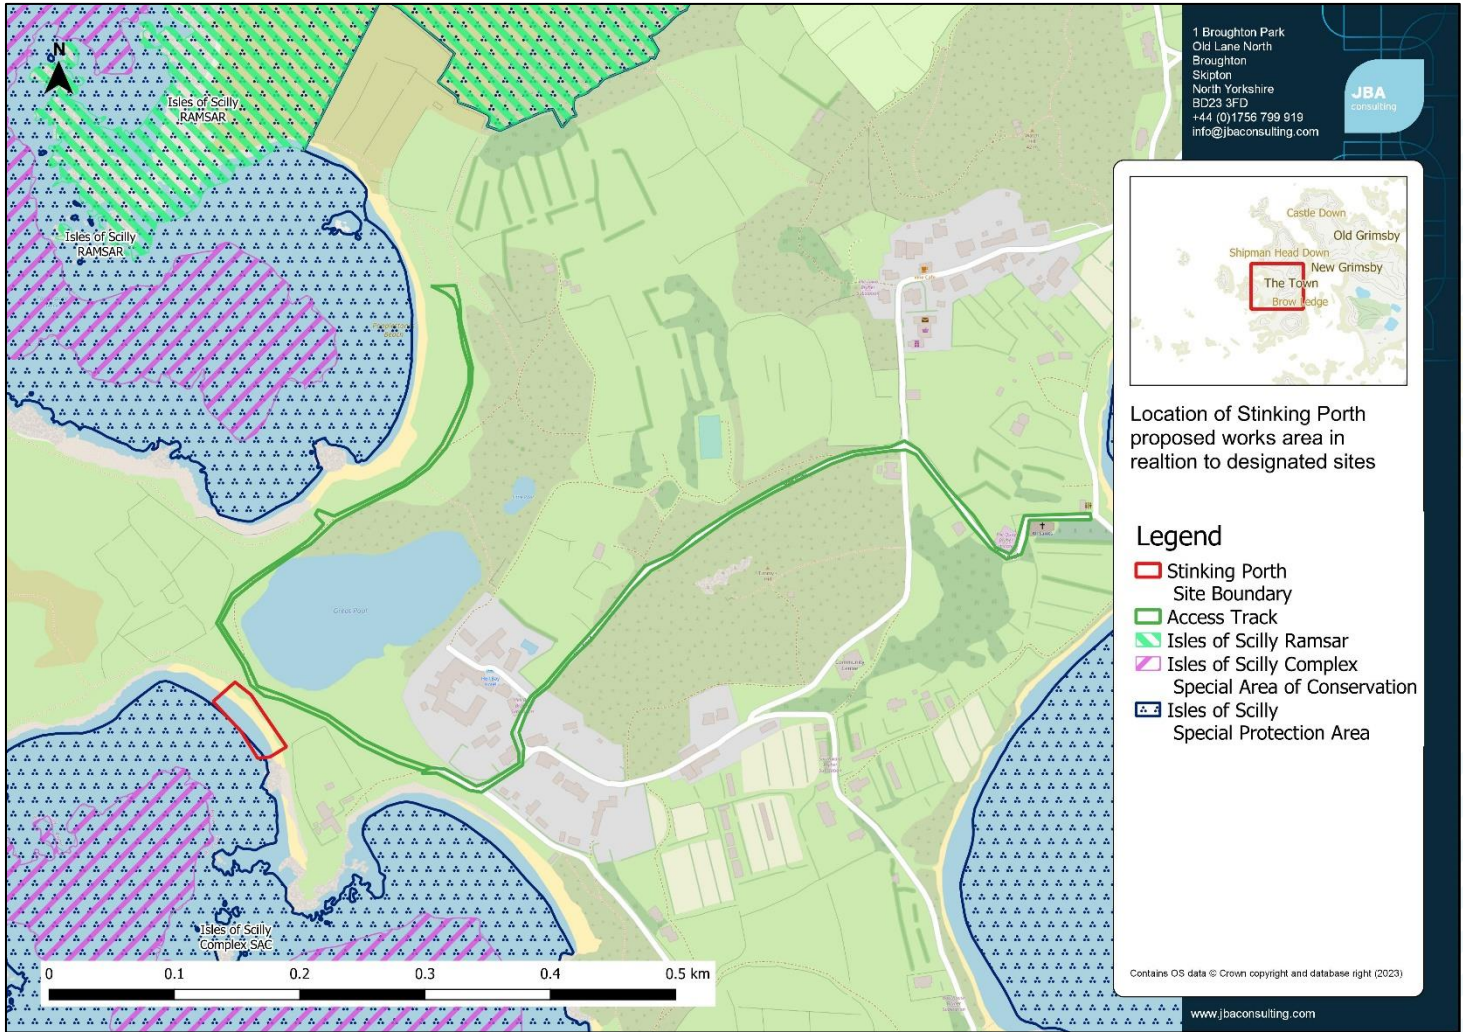 N
Isles of Scilly
RAMSAR
Isles of Scilly
RAMSAR
Great Pool
Community
Centre
Isles of Scilly
Complex SAC
0 0.1 0.2 0.3 0.4 0.5 km
1 Broughton Park
Old Lane North
Broughton
Skipton
North Yorkshire
BD23 3FD
+44 (0)1756 799 919
info@jbaconsulting.com
JBA
consulting
Castle Down
Old Grimsby
Shipman Head Down
New Grimsby
The Town
Brow Ledge
Location of Stinking Porth
proposed works area in
realtion to designated sites
Legend
Stinking Porth
Site Boundary
Access Track
Isles of Scilly Ramsar
Isles of Scilly Complex
Special Area of Conservation
Isles of Scilly
Special Protection Area
Contains OS data © Crown copyright and database right (2023)
www.jbaconsulting.com